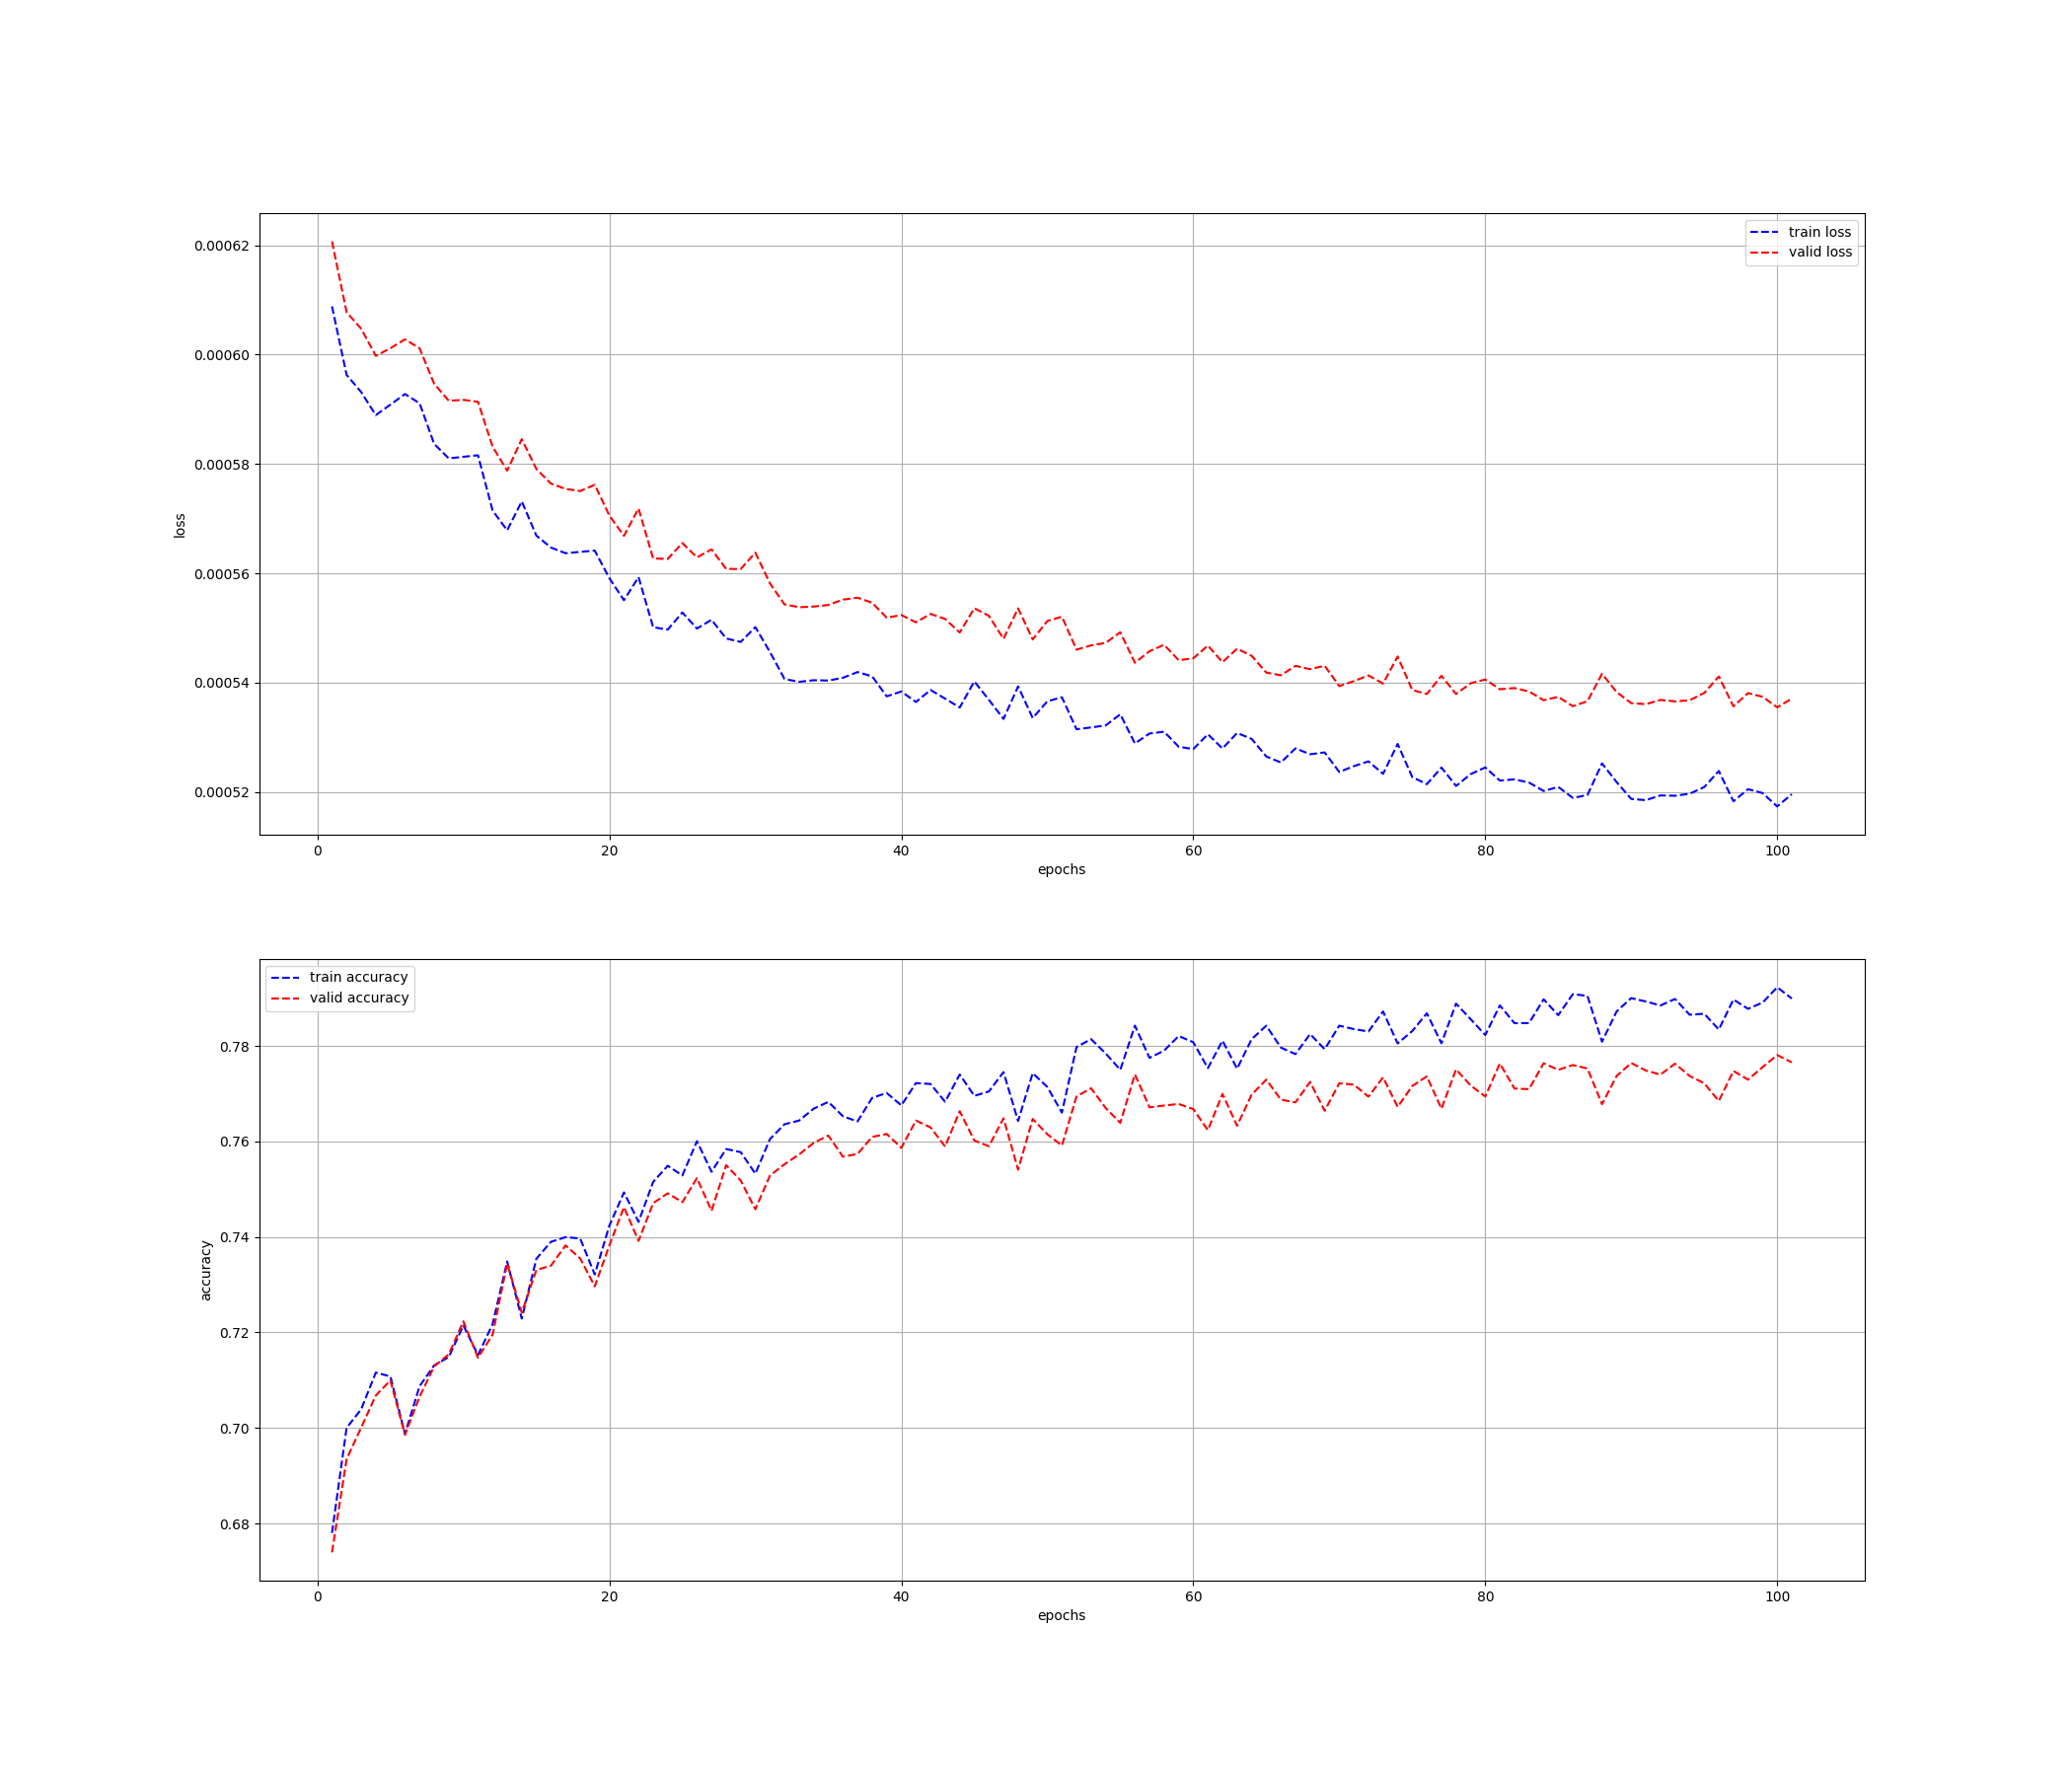 train loss
valid loss
0.00062
0.00060
0.00058
0.00056
0.00054
0.00052
loss
0 20 40 60 80 100
epochs
train accuracy
valid accuracy
0.78
0.76
0.74
0.72
0.70
0.68
accuracy
0 20 40 60 80 100
epochs